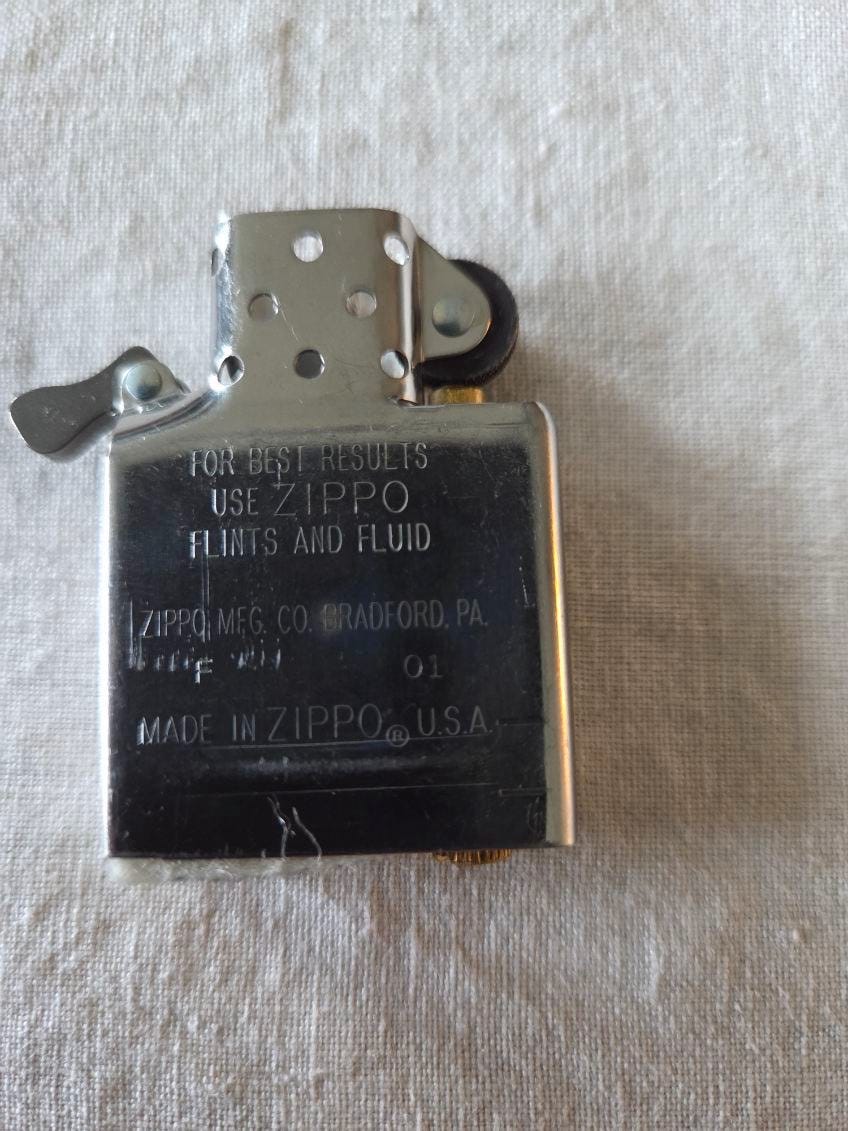 FOR BEST RESULTS
USE ZIPPO
FLINTS AND FLUID
ZIPPO MFG. CO. BRADFORD, PA.
F 01
MADE IN ZIPPO® U.S.A.